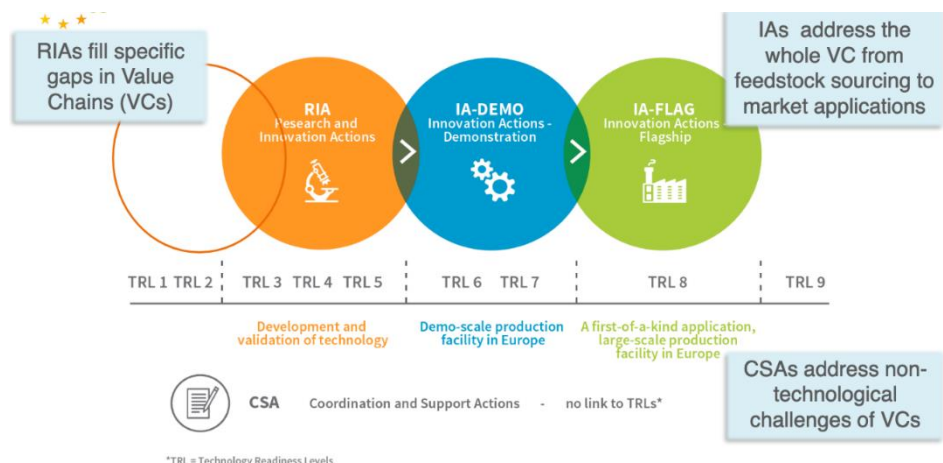 RIAs fill specific
gaps in Value
Chains (VCs)
IAs address the
whole VC from
feedstock sourcing to
market applications
RIA
Research and
Innovation Actions
IA-DEMO
Innovation Actions -
Demonstration
IA-FLAG
Innovation Actions
Flagship
TRL 1 TRL 2 TRL 3 TRL 4 TRL 5 TRL 6 TRL 7 TRL 8 TRL 9
Development and
validation of technology
Demo-scale production
facility in Europe
A first-of-a-kind application,
large-scale production
facility in Europe
CSAs address non-
technological
challenges of VCs
CSA Coordination and Support Actions - no link to TRLs*
*TRL = Technology Readiness Levels